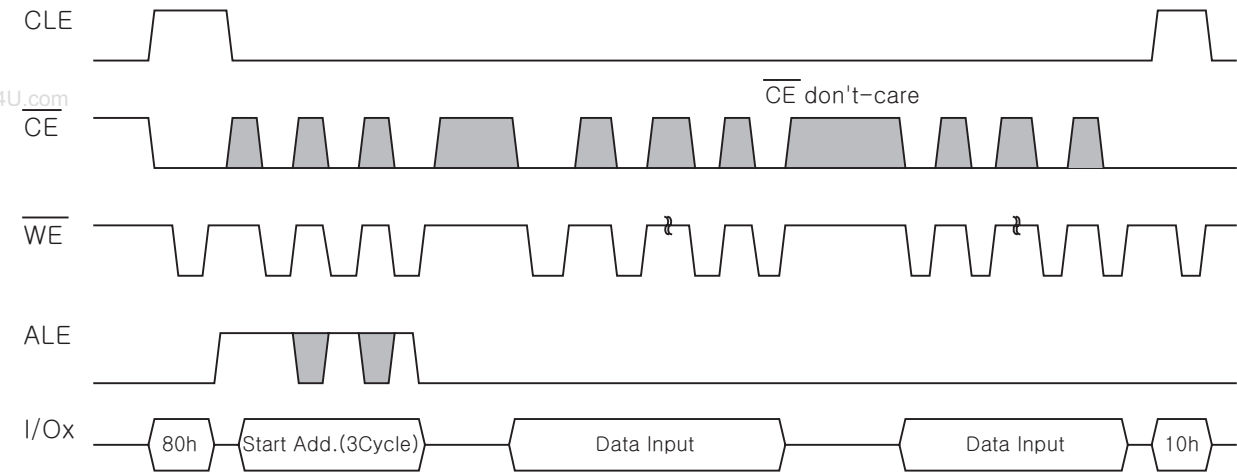 CLE
4U.com
CE don't-care
CE
WE
ALE
I/Ox
80h
Start Add.(3Cycle)
Data Input
Data Input
10h